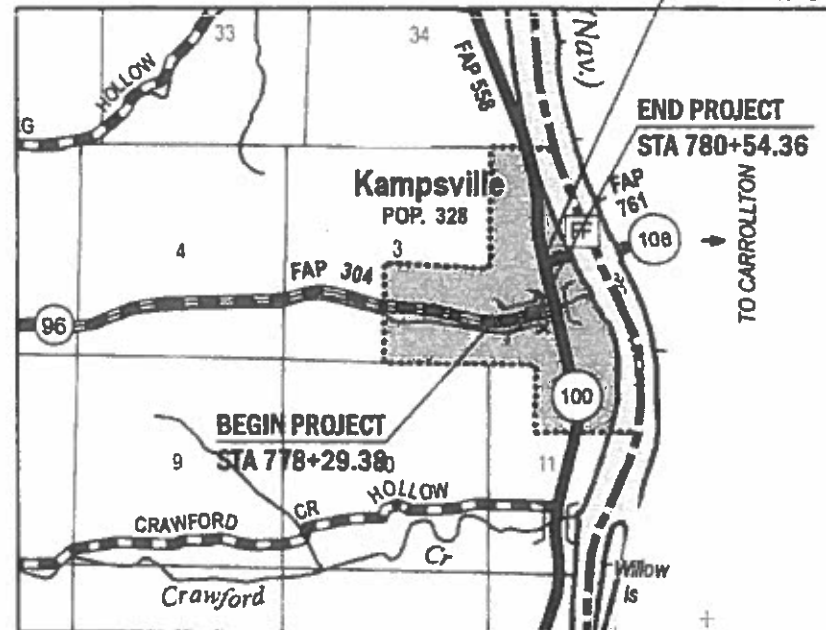 33
34
HOLLOW
G
FAP 558
(Nav.)
END PROJECT
STA 780+54.36
Kampsville
POP. 328
FAP
761
FF
108
TO CARROLLTON
4
3
FAP 304
96
100
BEGIN PROJECT
STA 778+29.38
9
11
HOLLOW
CR
CRAWFORD
Cr
Crawford
Willow
Is